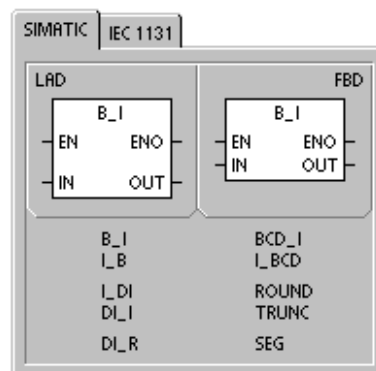 SIMATIC IEC 1131
LAD FBD
B_I B_I
EN ENO EN ENO
IN OUT IN OUT
B_I BCD_I
I_B I_BCD
I_DI ROUND
DI_I TRUNC
DI_R SEG